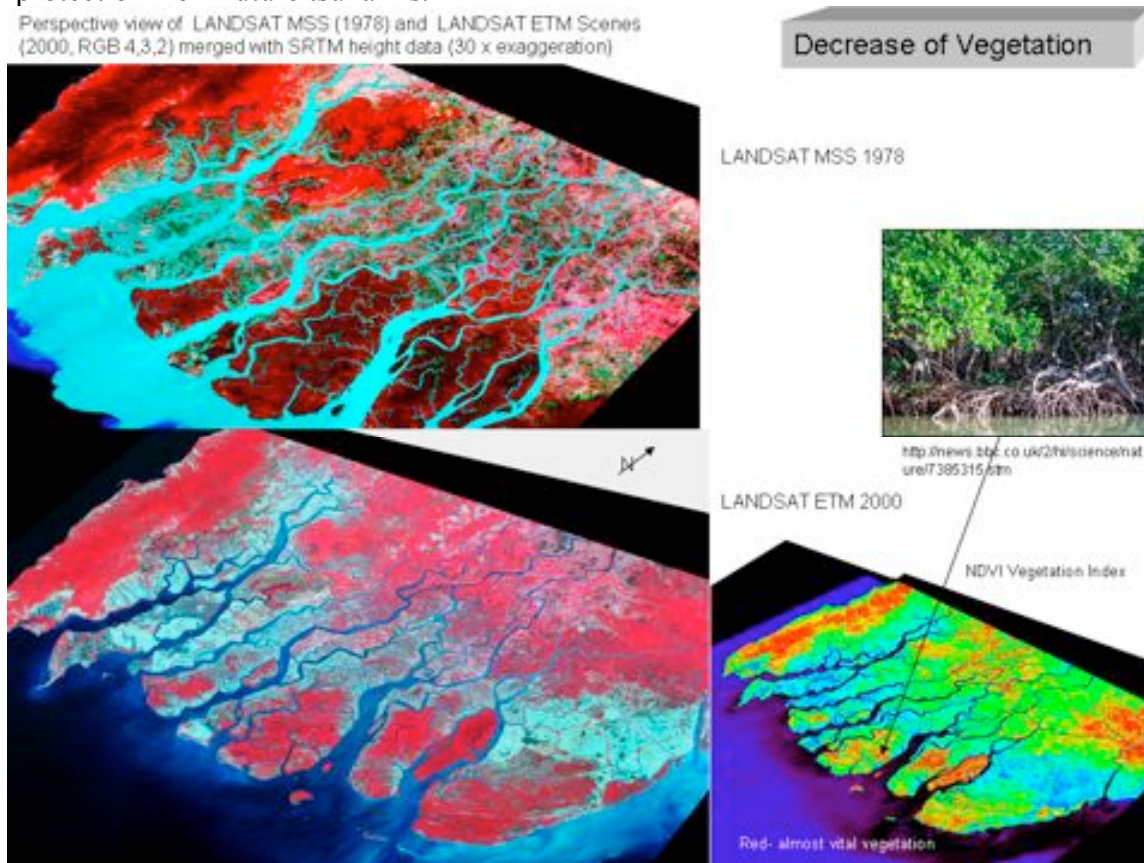 Perspective view of LANDSAT MSS (1978) and LANDSAT ETM Scenes
(2000, RGB 4,3,2) merged with SRTM height data (30 x exaggeration)
Decrease of Vegetation
LANDSAT MSS 1978
http://news.bbc.co.uk/2/hi/science/nat
ure/7385315.stm
N
LANDSAT ETM 2000
NDVI Vegetation Index
Red- almost vital vegetation